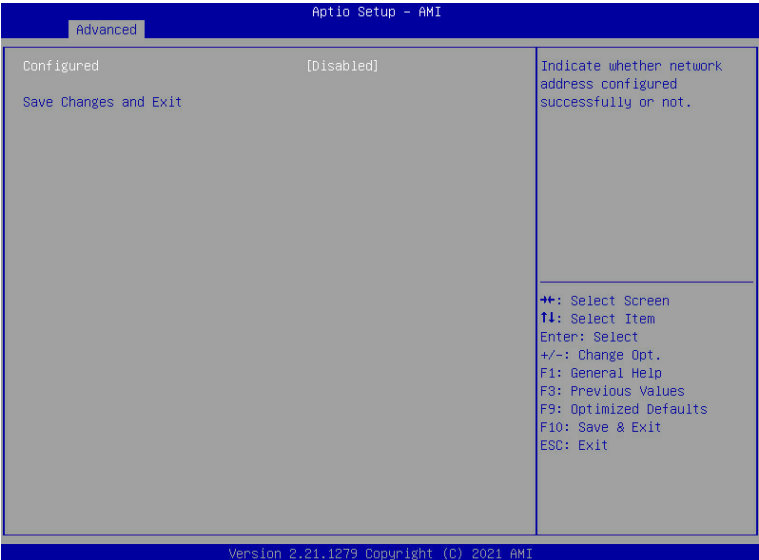 Aptio Setup – AMI
Advanced
Configured [Disabled]
Save Changes and Exit
Indicate whether network
address configured
successfully or not.
→←: Select Screen
↑↓: Select Item
Enter: Select
+/-: Change Opt.
F1: General Help
F3: Previous Values
F9: Optimized Defaults
F10: Save & Exit
ESC: Exit
Version 2.21.1279 Copyright (C) 2021 AMI